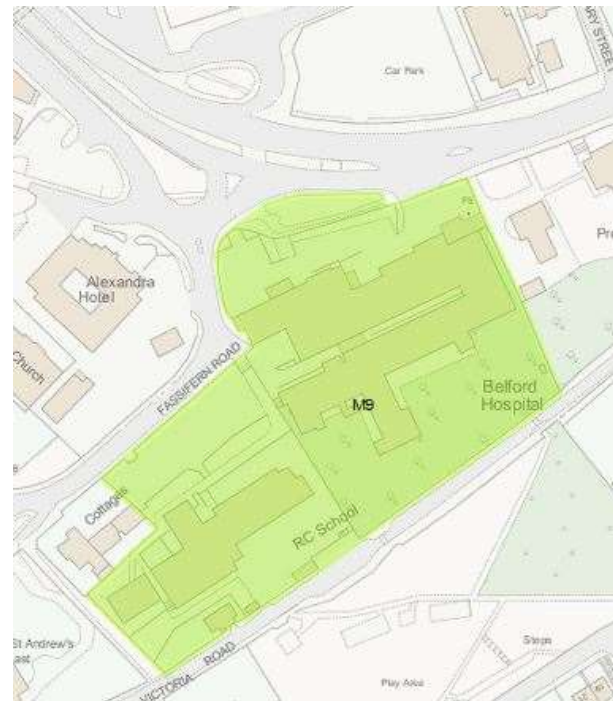 Car Park
PB
Alexandra
Hotel
Church
FASSIFERN ROAD
Belford
Hospital
M9
Cottages
RC School
St Andrew's
VICTORIA ROAD
Steps
Play Area